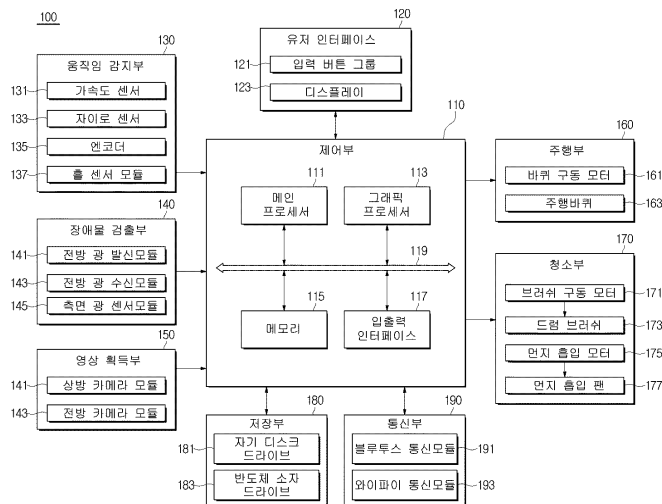 100
130
움직임 감지부
131 가속도 센서
133 자이로 센서
135 엔코더
137 홀 센서 모듈
120
유저 인터페이스
121 입력 버튼 그룹
123 디스플레이
140
장애물 검출부
141 전방 광 발신모듈
143 전방 광 수신모듈
145 측면 광 센서모듈
150
영상 획득부
141 상방 카메라 모듈
143 전방 카메라 모듈
110
제어부
111
메인
프로세서
113
그래픽
프로세서
119
115
메모리
117
입출력
인터페이스
160
주행부
바퀴 구동 모터 161
주행바퀴 163
170
청소부
브러쉬 구동 모터 171
드럼 브러쉬 173
먼지 흡입 모터 175
먼지 흡입 팬 177
180
저장부
181 자기 디스크
드라이브
183 반도체 소자
드라이브
190
통신부
블루투스 통신모듈 191
와이파이 통신모듈 193